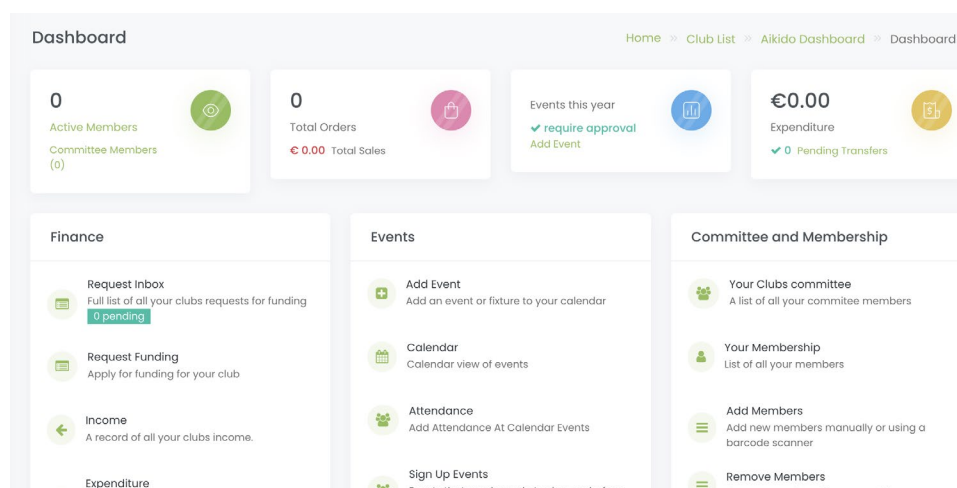 Dashboard
Home » Club List » Aikido Dashboard » Dashboard
0
Active Members
Committee Members
(0)
0
Total Orders
€ 0.00 Total Sales
Events this year
✔ require approval
Add Event
€0.00
Expenditure
✔ 0 Pending Transfers
Finance
Request Inbox
Full list of all your clubs requests for funding
0 pending
Request Funding
Apply for funding for your club
Income
A record of all your clubs income.
Expenditure
Events
Add Event
Add an event or fixture to your calendar
Calendar
Calendar view of events
Attendance
Add Attendance At Calendar Events
Sign Up Events
Committee and Membership
Your Clubs committee
A list of all your commitee members
Your Membership
List of all your members
Add Members
Add new members manually or using a
barcode scanner
Remove Members